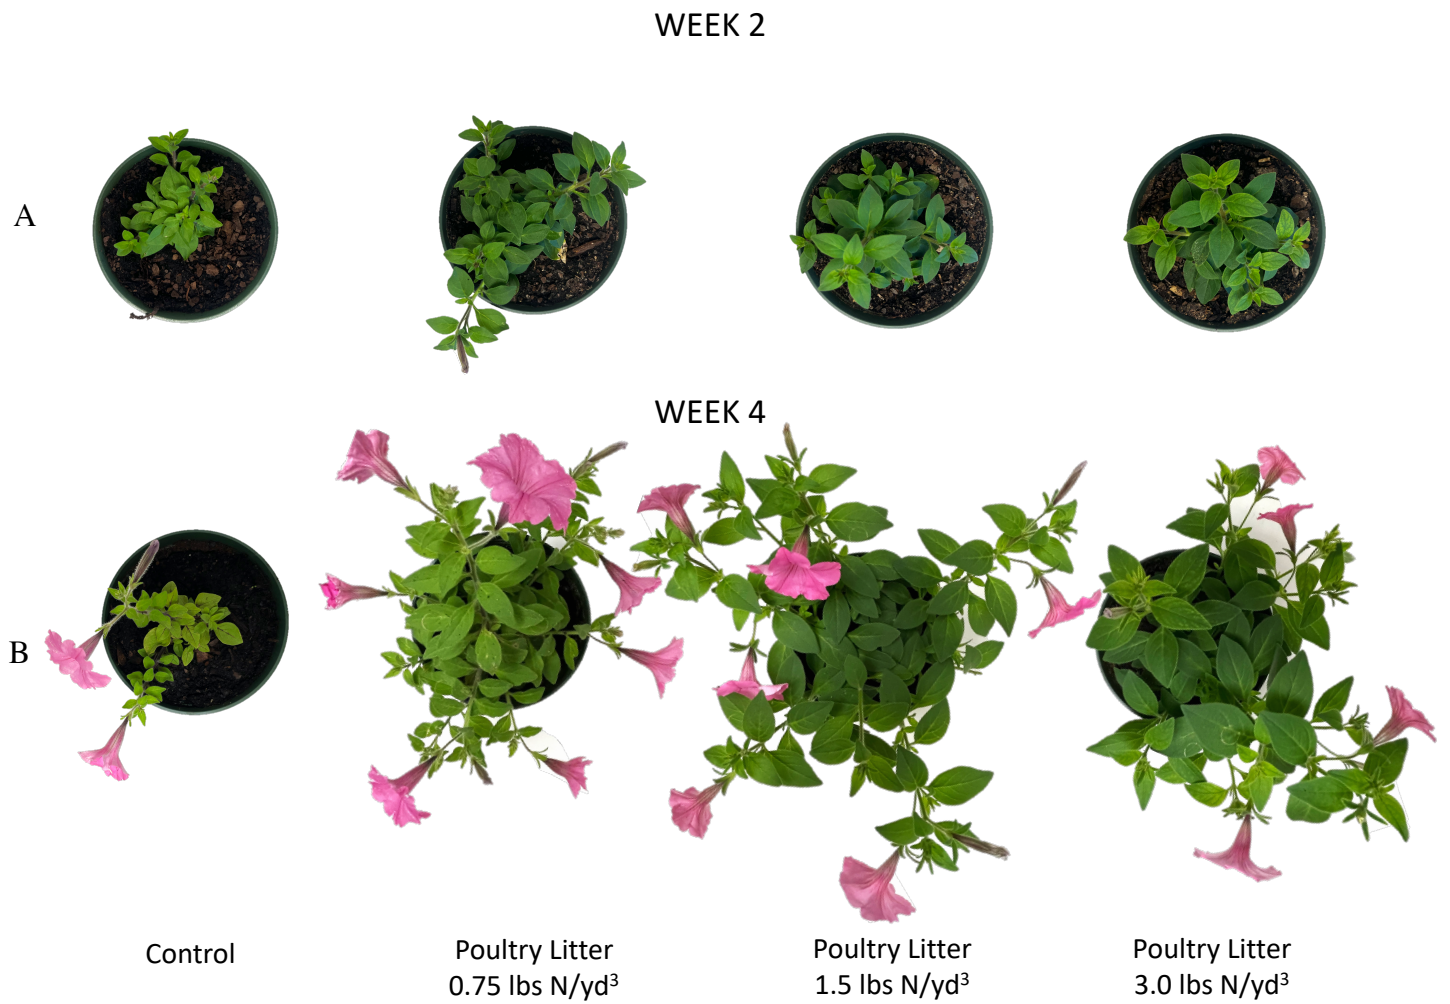 WEEK 2
A
WEEK 4
B
Control
Poultry Litter
0.75 lbs N/yd³
Poultry Litter
1.5 lbs N/yd³
Poultry Litter
3.0 lbs N/yd³